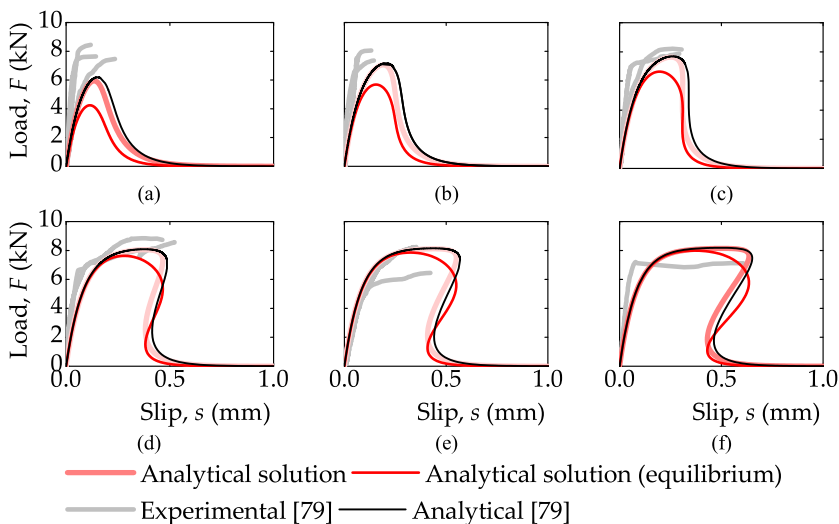 10
8
6
4
2
0
Load, F (kN)
(a)
(b)
(c)
10
8
6
4
2
0
Load, F (kN)
0.0 0.5 1.0
0.0 0.5 1.0
0.0 0.5 1.0
Slip, s (mm)
Slip, s (mm)
Slip, s (mm)
(d)
(e)
(f)
Analytical solution
Analytical solution (equilibrium)
Experimental [79]
Analytical [79]